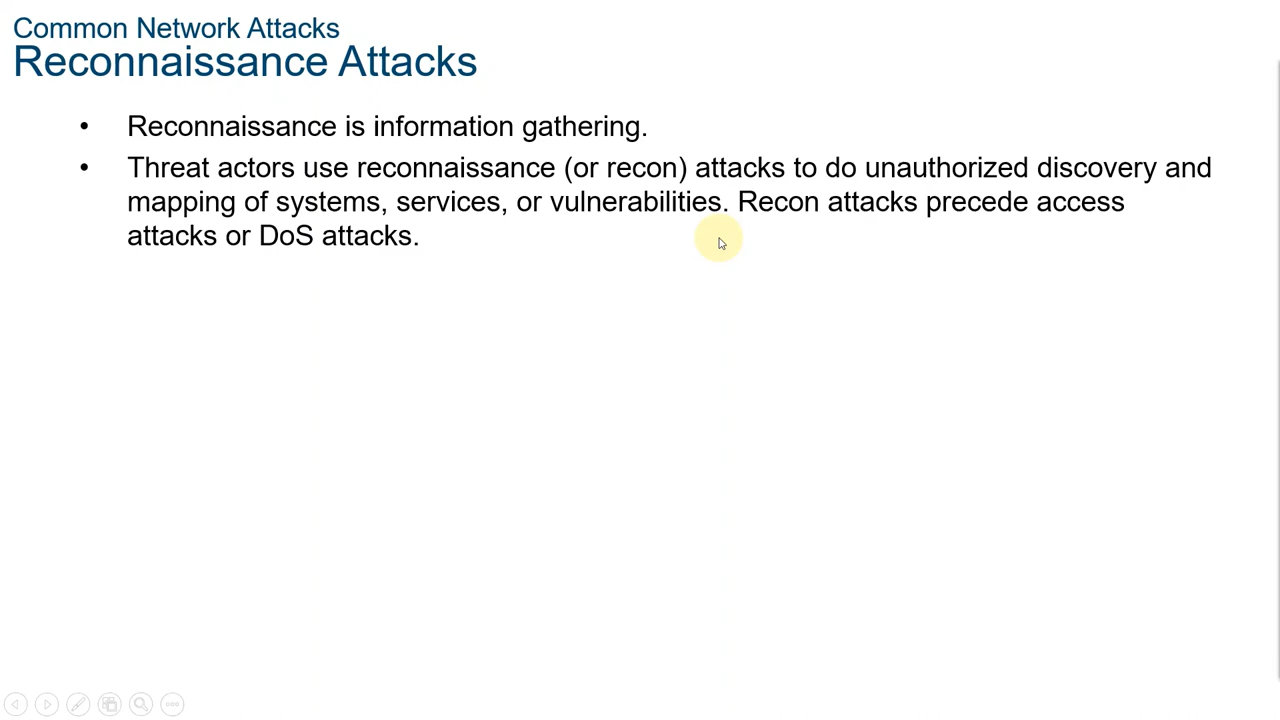 Common Network Attacks
Reconnaissance Attacks
• Reconnaissance is information gathering.
• Threat actors use reconnaissance (or recon) attacks to do unauthorized discovery and
mapping of systems, services, or vulnerabilities. Recon attacks precede access
attacks or DoS attacks.